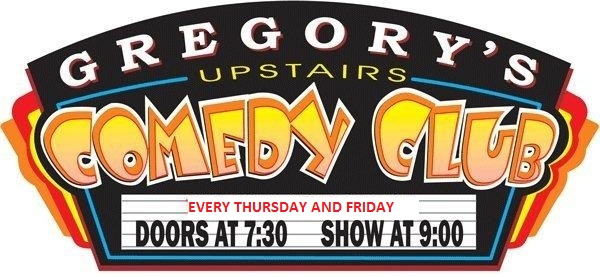 GREGORY'S
UPSTAIRS
COMEDY CLUB
EVERY THURSDAY AND FRIDAY
DOORS AT 7:30 SHOW AT 9:00